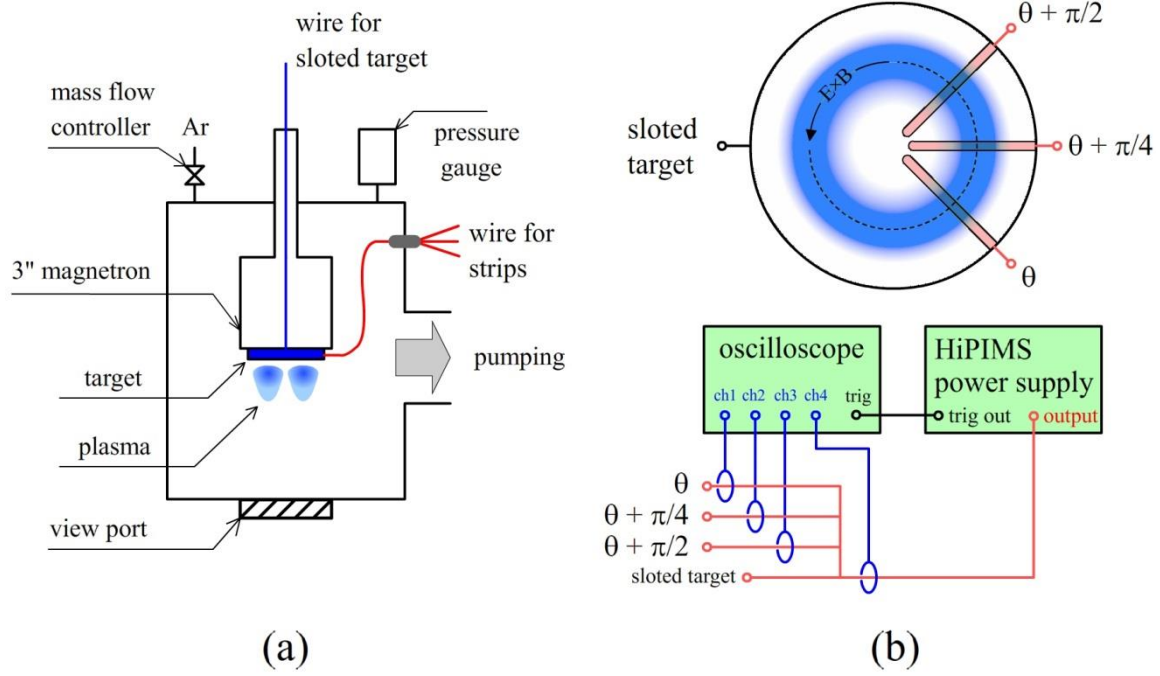 wire for
sloted target
mass flow
controller
Ar
pressure
gauge
wire for
strips
3" magnetron
pumping
target
plasma
view port
(a)
θ + π/2
E×B
sloted
target
θ + π/4
θ
oscilloscope
ch1 ch2 ch3 ch4 trig
HiPIMS
power supply
trig out output
θ
θ + π/4
θ + π/2
sloted target
(b)